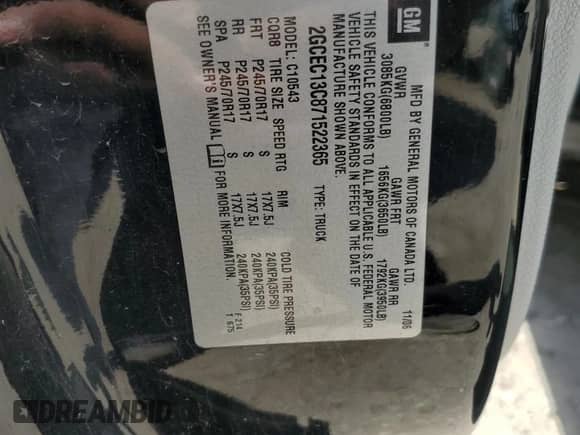 GM
MFD BY GENERAL MOTORS OF CANADA LTD. 11/06
GVWR GAWR FRT GAWR RR
3085KG(6800LB) 1656KG(3650LB) 1792KG(3950LB)
THIS VEHICLE CONFORMS TO ALL APPLICABLE U.S. FEDERAL MOTOR
VEHICLE SAFETY STANDARDS IN EFFECT ON THE DATE OF
MANUFACTURE SHOWN ABOVE.
2GCEC13C871522365 TYPE: TRUCK
MODEL: C10543
CQRB TIRE SIZE SPEED RTG RIM COLD TIRE PRESSURE
FRT P245/70R17 S 17X7.5J 240KPA(35PSI)
RR P245/70R17 S 17X7.5J 240KPA(35PSI)
SPA P245/70R17 S 17X7.5J 240KPA(35PSI)
SEE OWNER'S MANUAL FOR MORE INFORMATION.
F 214
T 675
DREAMBID